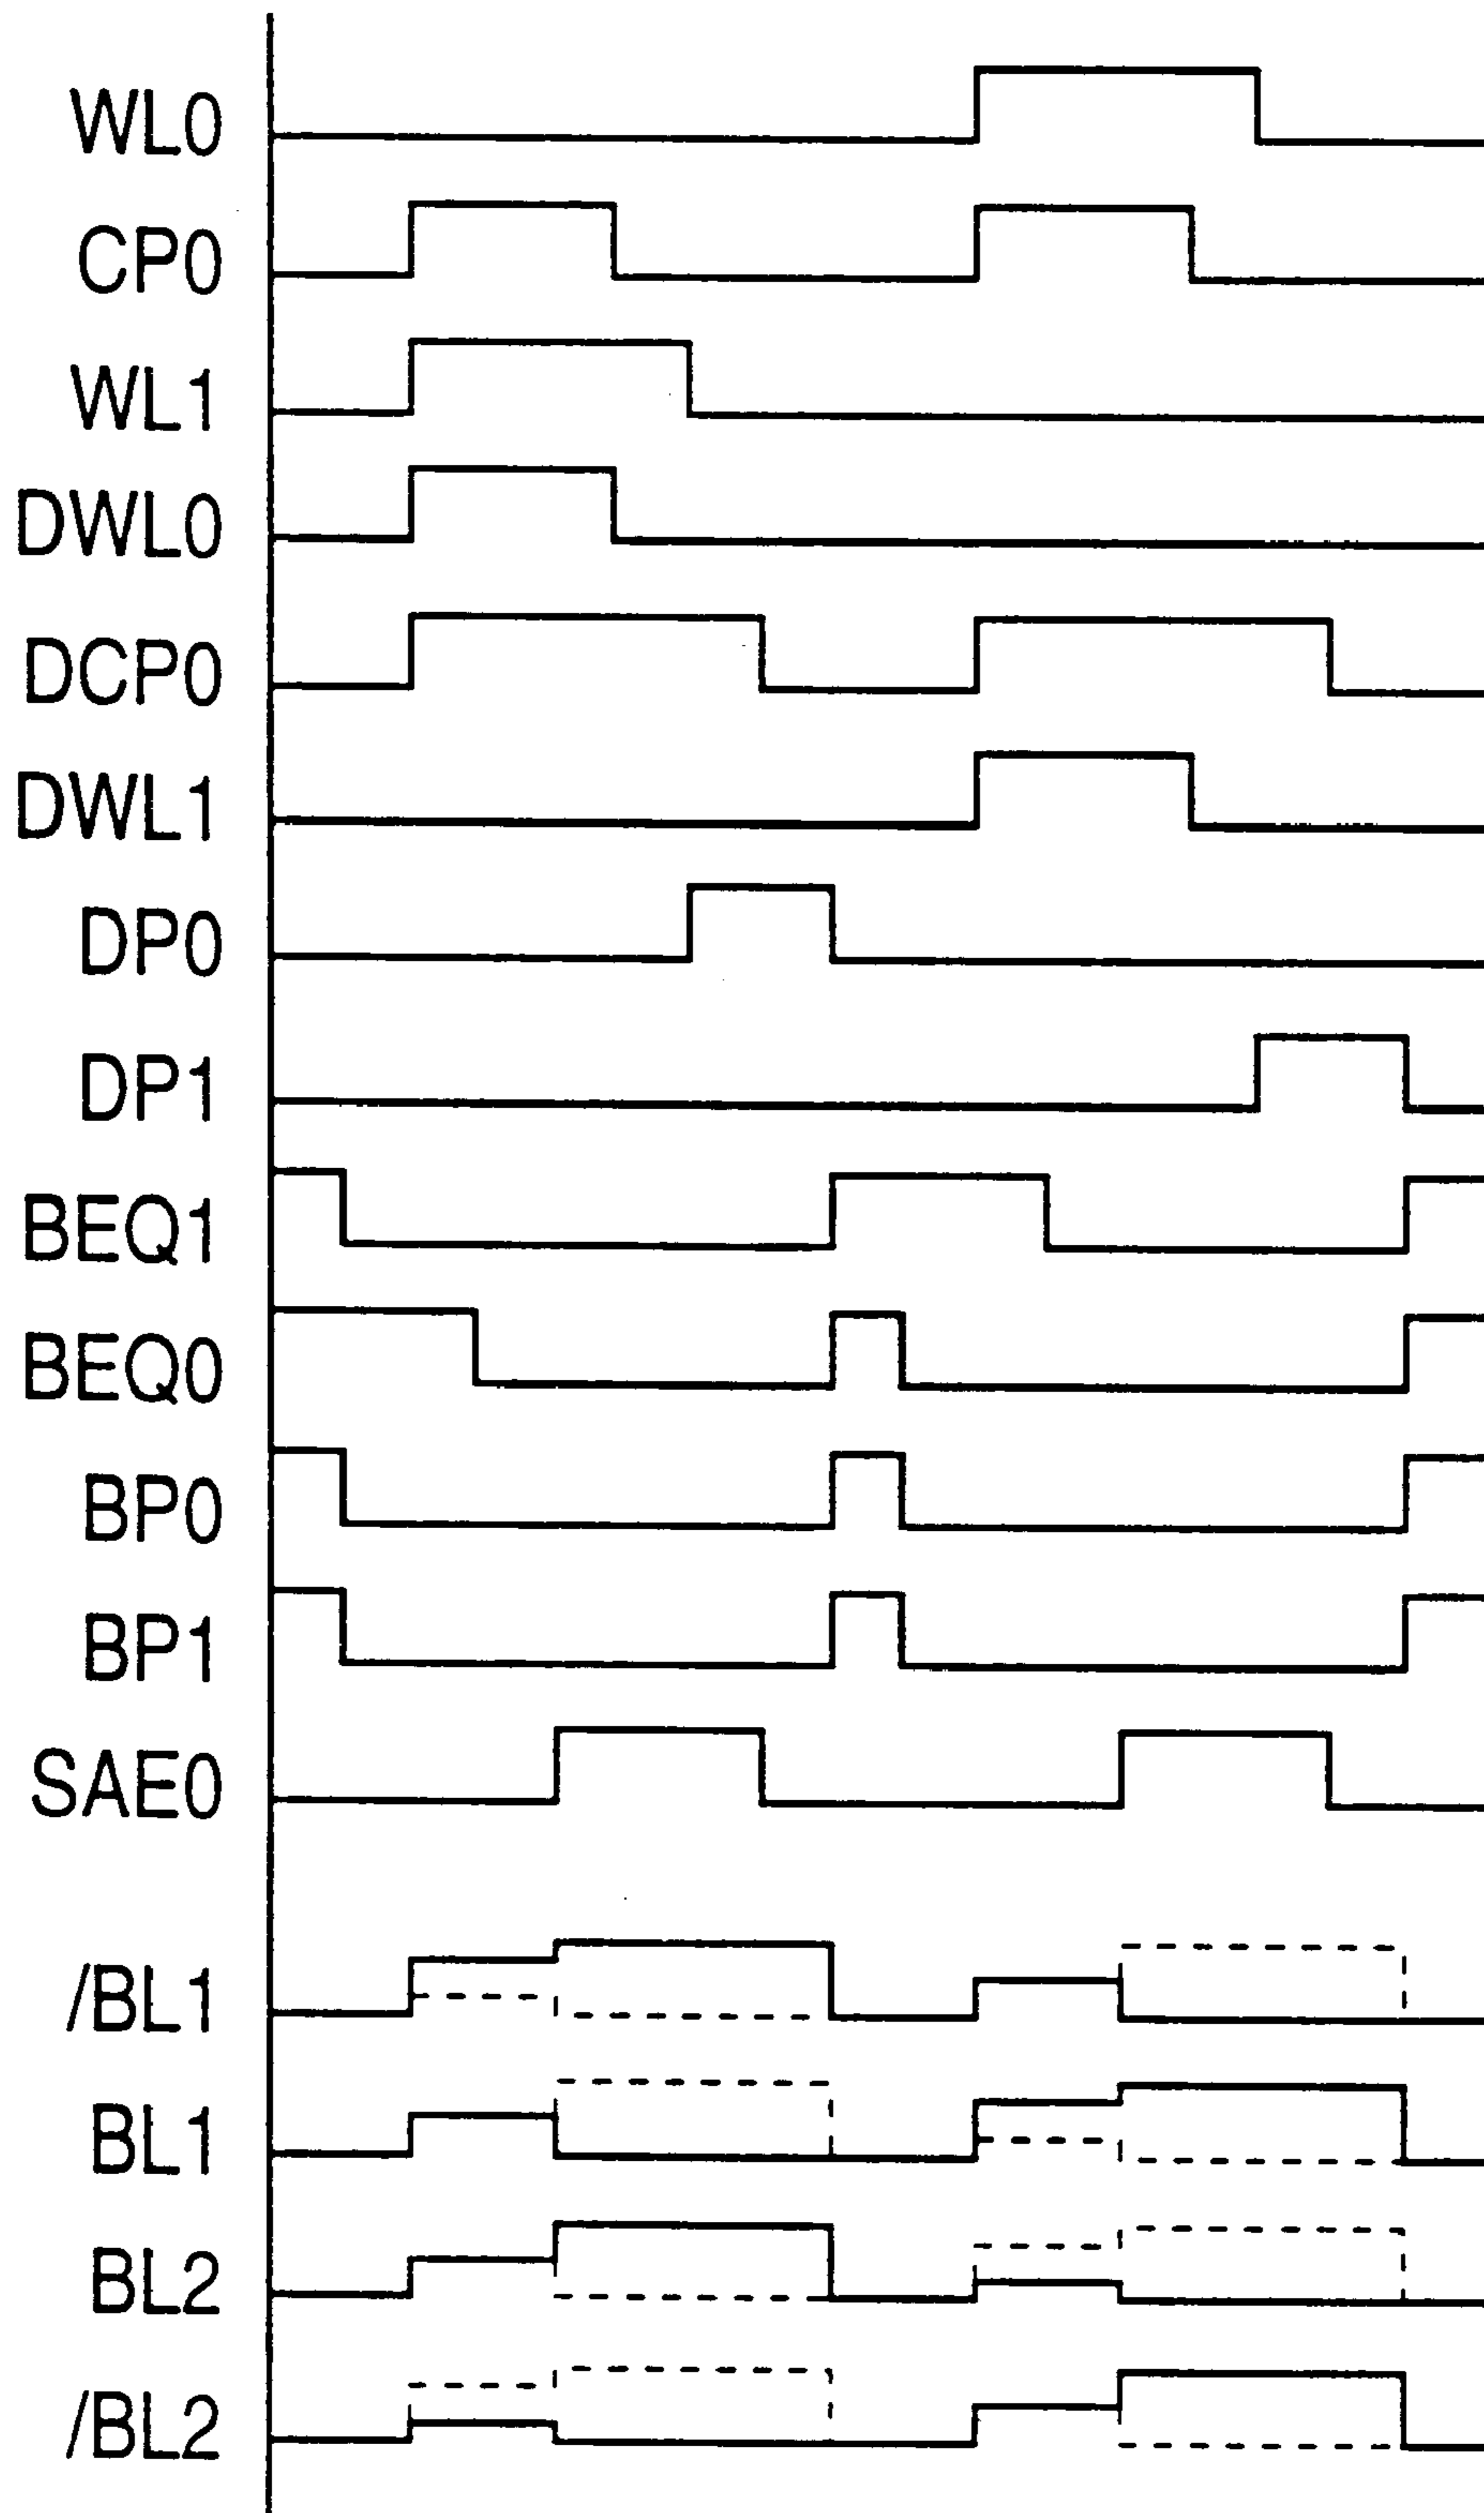 WL0
CP0
WL1
DWL0
DCP0
DWL1
DP0
DP1
BEQ1
BEQ0
BP0
BP1
SAE0
/BL1
BL1
BL2
/BL2